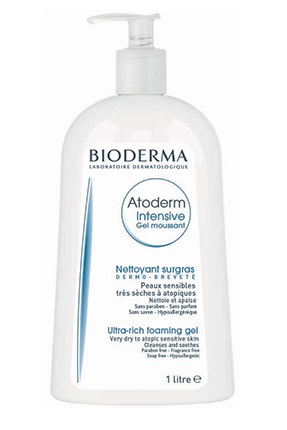 BIODERMA
LABORATOIRE DERMATOLOGIQUE
Atoderm
Intensive
Gel moussant
Nettoyant surgras
DERMO-BREVETÉ
Peaux sensibles
très sèches à atopiques
Nettoie et apaise
Sans paraben - Sans parfum
Sans savon - Hypoallergénique
Ultra-rich foaming gel
Very dry to atopic sensitive skin
Cleanses and soothes
Paraben free - Fragrance free
Soap free - Hypoallergenic
1 litre ℮